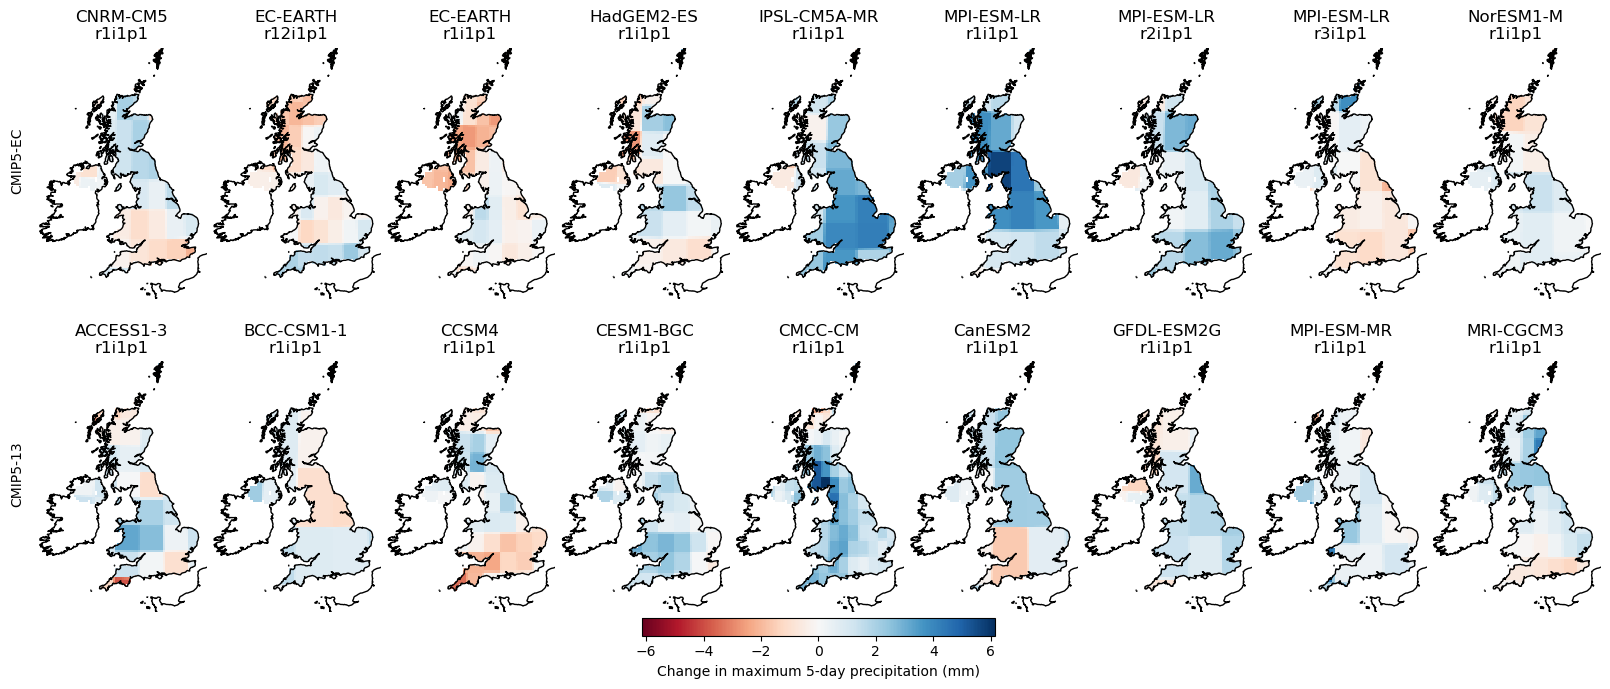 CNRM-CM5
r1i1p1
EC-EARTH
r12i1p1
EC-EARTH
r1i1p1
HadGEM2-ES
r1i1p1
IPSL-CM5A-MR
r1i1p1
MPI-ESM-LR
r1i1p1
MPI-ESM-LR
r2i1p1
MPI-ESM-LR
r3i1p1
NorESM1-M
r1i1p1
CMIP5-EC
ACCESS1-3
r1i1p1
BCC-CSM1-1
r1i1p1
CCSM4
r1i1p1
CESM1-BGC
r1i1p1
CMCC-CM
r1i1p1
CanESM2
r1i1p1
GFDL-ESM2G
r1i1p1
MPI-ESM-MR
r1i1p1
MRI-CGCM3
r1i1p1
CMIP5-13
−6 −4 −2 0 2 4 6
Change in maximum 5-day precipitation (mm)